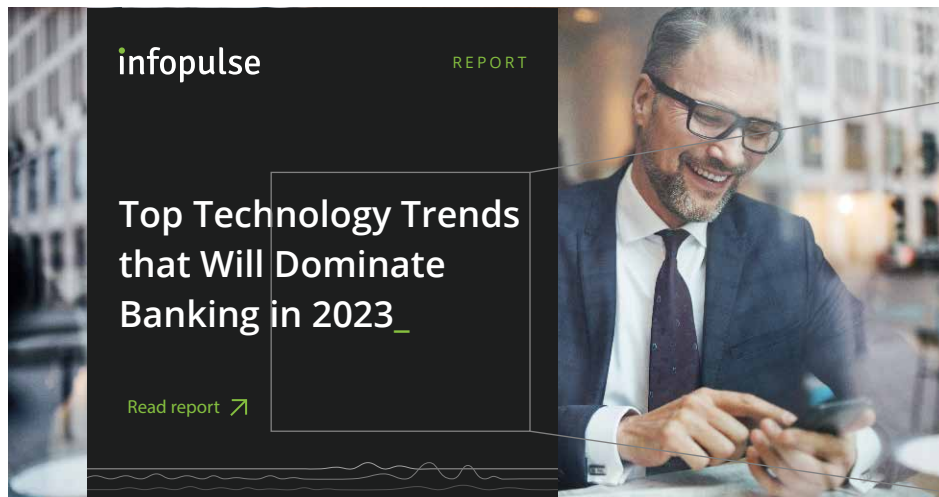 infopulse
REPORT
Top Technology Trends
that Will Dominate
Banking in 2023_
Read report